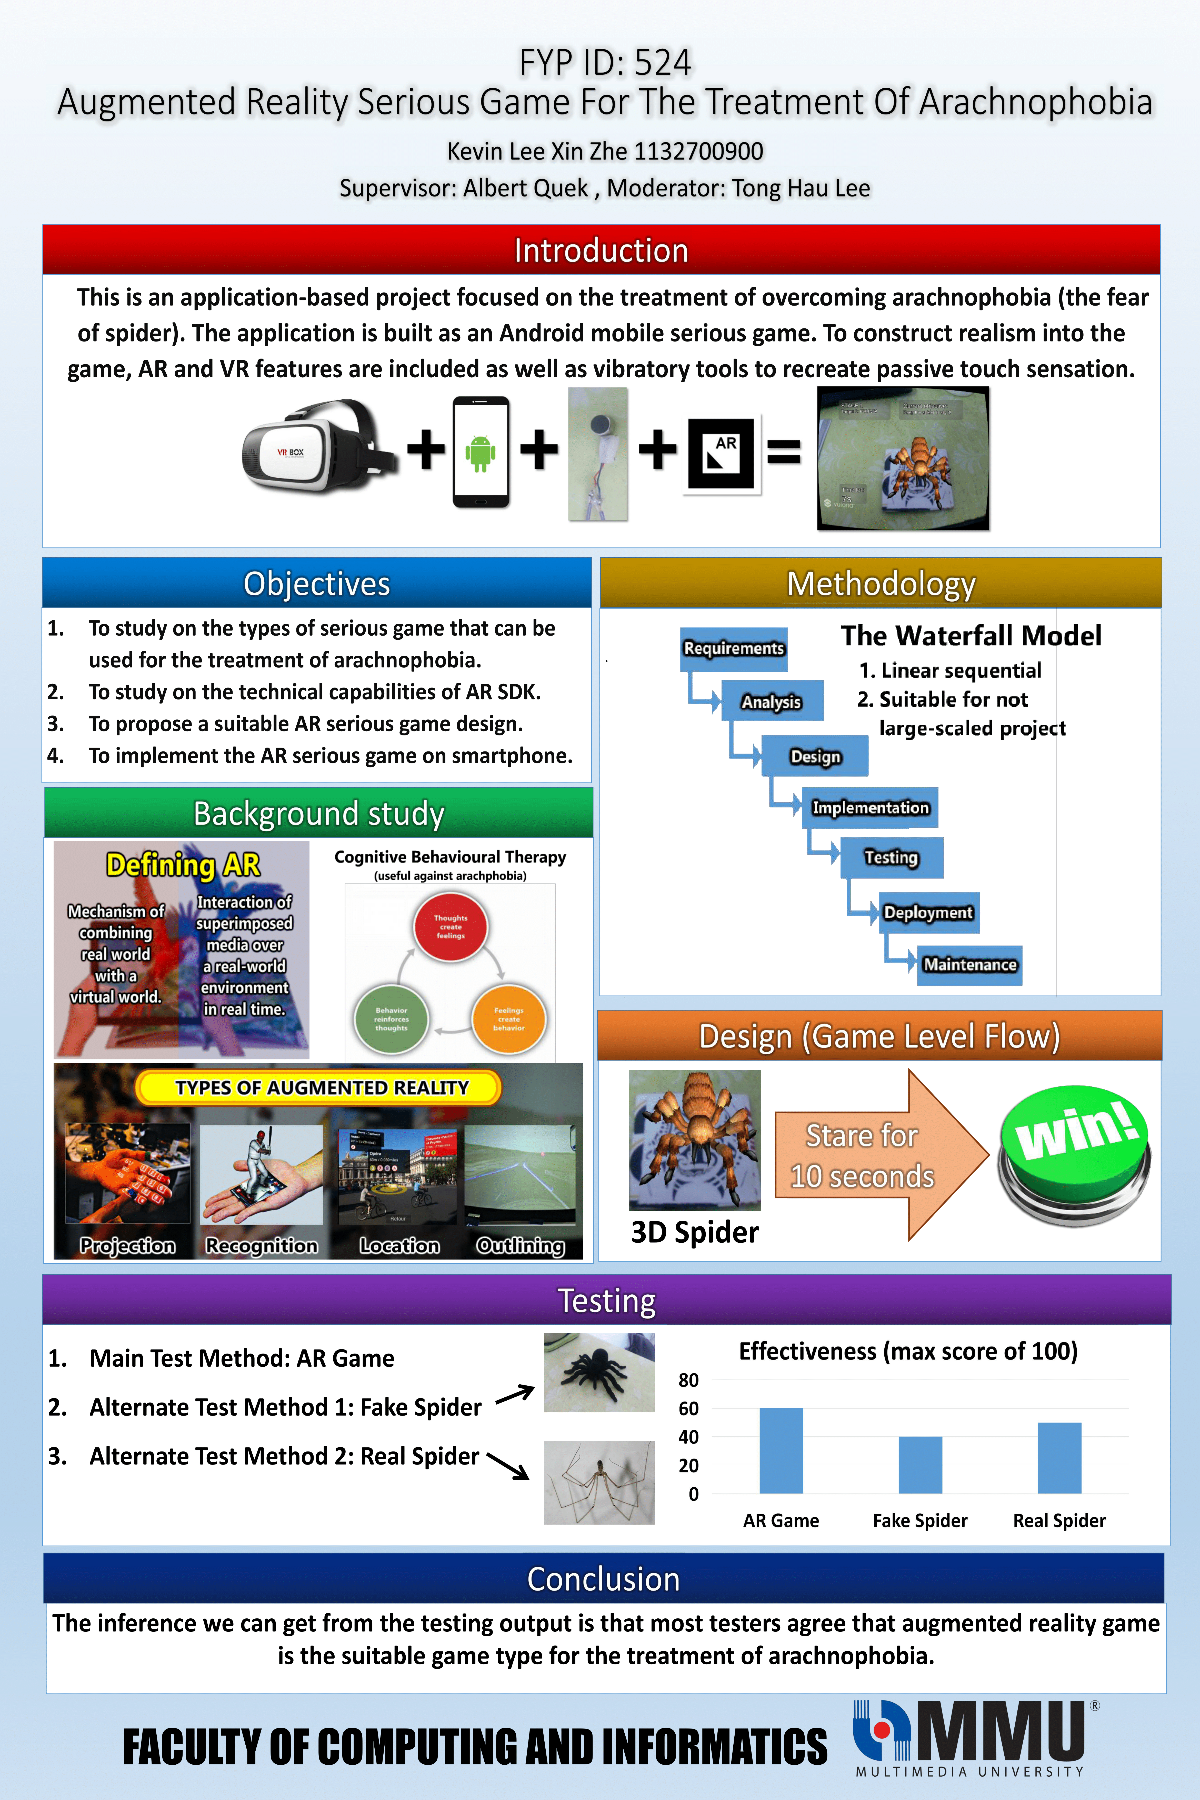 FYP ID: 524
Augmented Reality Serious Game For The Treatment Of Arachnophobia
Kevin Lee Xin Zhe 1132700900
Supervisor: Albert Quek , Moderator: Tong Hau Lee
Introduction
This is an application-based project focused on the treatment of overcoming arachnophobia (the fear
of spider). The application is built as an Android mobile serious game. To construct realism into the
game, AR and VR features are included as well as vibratory tools to recreate passive touch sensation.
VR BOX
+ + + AR =
Objectives
1. To study on the types of serious game that can be
used for the treatment of arachnophobia.
2. To study on the technical capabilities of AR SDK.
3. To propose a suitable AR serious game design.
4. To implement the AR serious game on smartphone.
Methodology
The Waterfall Model
1. Linear sequential
2. Suitable for not
large-scaled project
Requirements
Analysis
Design
Implementation
Testing
Deployment
Maintenance
Background study
Defining AR
Mechanism of
combining
real world
with a
virtual world.
Interaction of
superimposed
media over
a real-world
environment
in real time.
Cognitive Behavioural Therapy
(useful against arachphobia)
Thoughts
create
feelings
Feelings
create
behavior
Behavior
reinforces
thoughts
TYPES OF AUGMENTED REALITY
Projection
Recognition
Location
Outlining
Design (Game Level Flow)
3D Spider
Stare for
10 seconds
win!
Testing
1. Main Test Method: AR Game
2. Alternate Test Method 1: Fake Spider
3. Alternate Test Method 2: Real Spider
Effectiveness (max score of 100)
80
60
40
20
0
AR Game
Fake Spider
Real Spider
Conclusion
The inference we can get from the testing output is that most testers agree that augmented reality game
is the suitable game type for the treatment of arachnophobia.
FACULTY OF COMPUTING AND INFORMATICS
MMU®
MULTIMEDIA UNIVERSITY